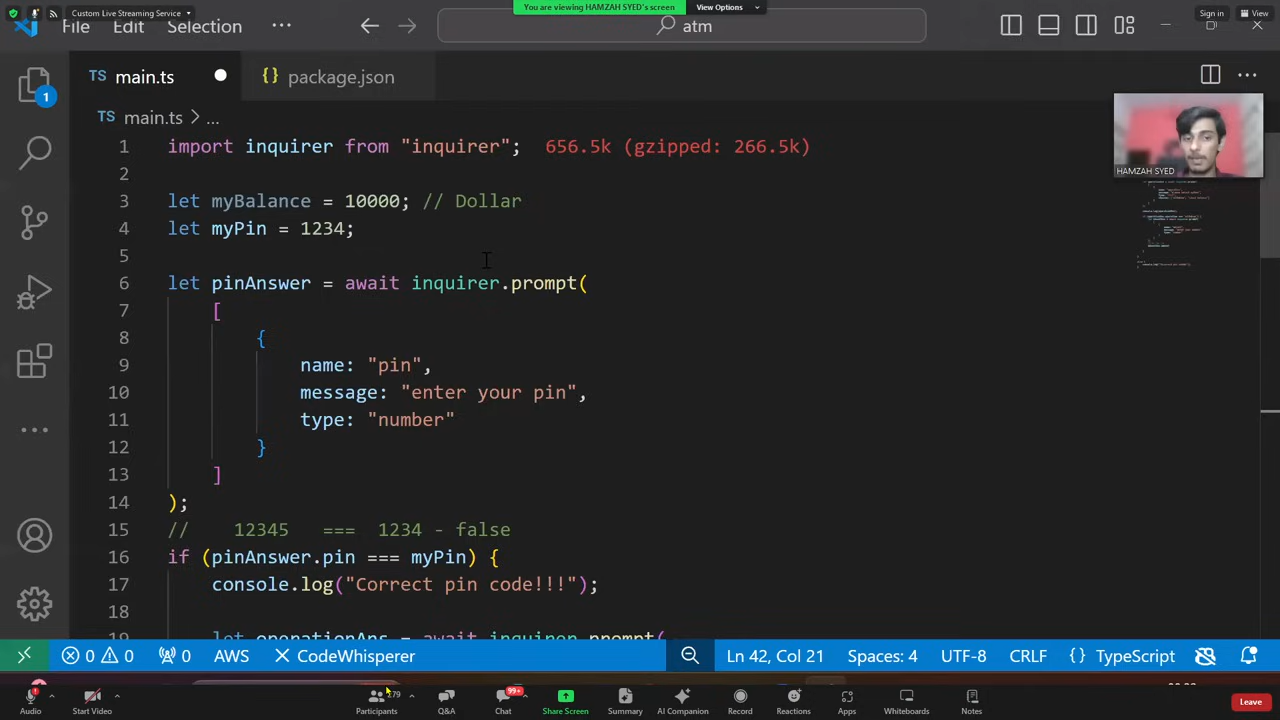 Custom Live Streaming Service
You are viewing HAMZAH SYED's screen
View Options
Sign in
View
File Edit Selection ··· atm
TS main.ts
{} package.json
1
TS main.ts > ...
1 import inquirer from "inquirer"; 656.5k (gzipped: 266.5k)
2
3 let myBalance = 10000; // Dollar
4 let myPin = 1234;
5
6 let pinAnswer = await inquirer.prompt(
7 [
8 {
9 name: "pin",
10 message: "enter your pin",
11 type: "number"
12 }
13 ]
14 );
15 // 12345 === 1234 - false
16 if (pinAnswer.pin === myPin) {
17 console.log("Correct pin code!!!");
18
19 let operationAns = await inquirer.prompt(
HAMZAH SYED
0 0 0 AWS CodeWhisperer Ln 42, Col 21 Spaces: 4 UTF-8 CRLF {} TypeScript
Audio Start Video Participants Q&A Chat 99+ Share Screen Summary AI Companion Record Reactions Apps Whiteboards Notes Leave